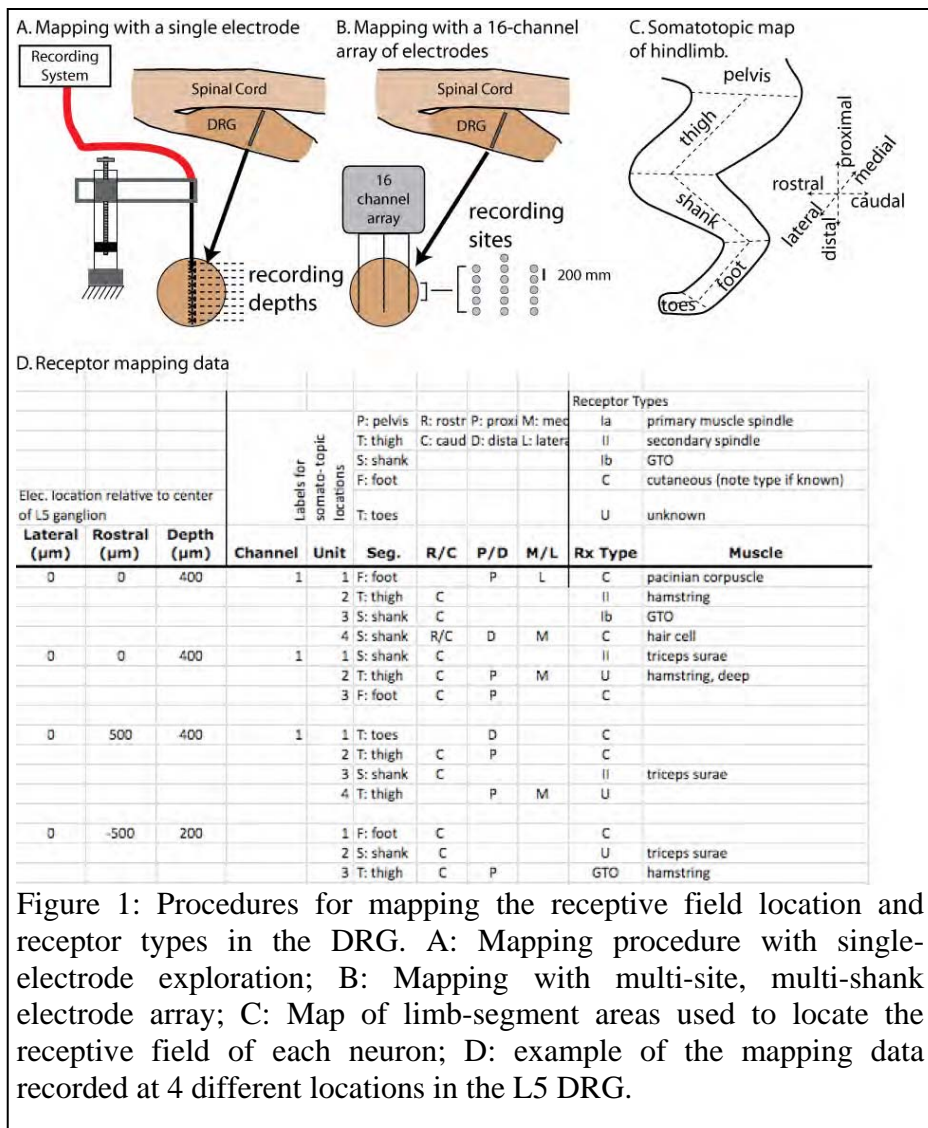 A. Mapping with a single electrode
B. Mapping with a 16-channel
array of electrodes
C. Somatotopic map
of hindlimb.
Recording
System
Spinal Cord
DRG
recording
depths
Spinal Cord
DRG
16
channel
array
recording
sites
200 mm
pelvis
thigh
shank
foot
toes
proximal
medial
rostral
caudal
lateral
distal
D. Receptor mapping data
Receptor Types
P: pelvis R: rostr P: proxi M: med Ia primary muscle spindle
T: thigh C: caud D: dista L: latera II secondary spindle
S: shank Ib GTO
F: foot C cutaneous (note type if known)
T: toes U unknown
Labels for
somato-topic
locations
Elec. location relative to center
of L5 ganglion
Lateral (µm) Rostral (µm) Depth (µm) Channel Unit Seg. R/C P/D M/L Rx Type Muscle
0 0 400 1 1 F: foot P L C pacinian corpuscle
2 T: thigh C II hamstring
3 S: shank C Ib GTO
4 S: shank R/C D M C hair cell
0 0 400 1 1 S: shank C II triceps surae
2 T: thigh C P M U hamstring, deep
3 F: foot C P C
0 500 400 1 1 T: toes D C
2 T: thigh C P C
3 S: shank C II triceps surae
4 T: thigh P M U
0 -500 200 1 F: foot C C
2 S: shank C U triceps surae
3 T: thigh C P GTO hamstring
Figure 1: Procedures for mapping the receptive field location and
receptor types in the DRG. A: Mapping procedure with single-
electrode exploration; B: Mapping with multi-site, multi-shank
electrode array; C: Map of limb-segment areas used to locate the
receptive field of each neuron; D: example of the mapping data
recorded at 4 different locations in the L5 DRG.